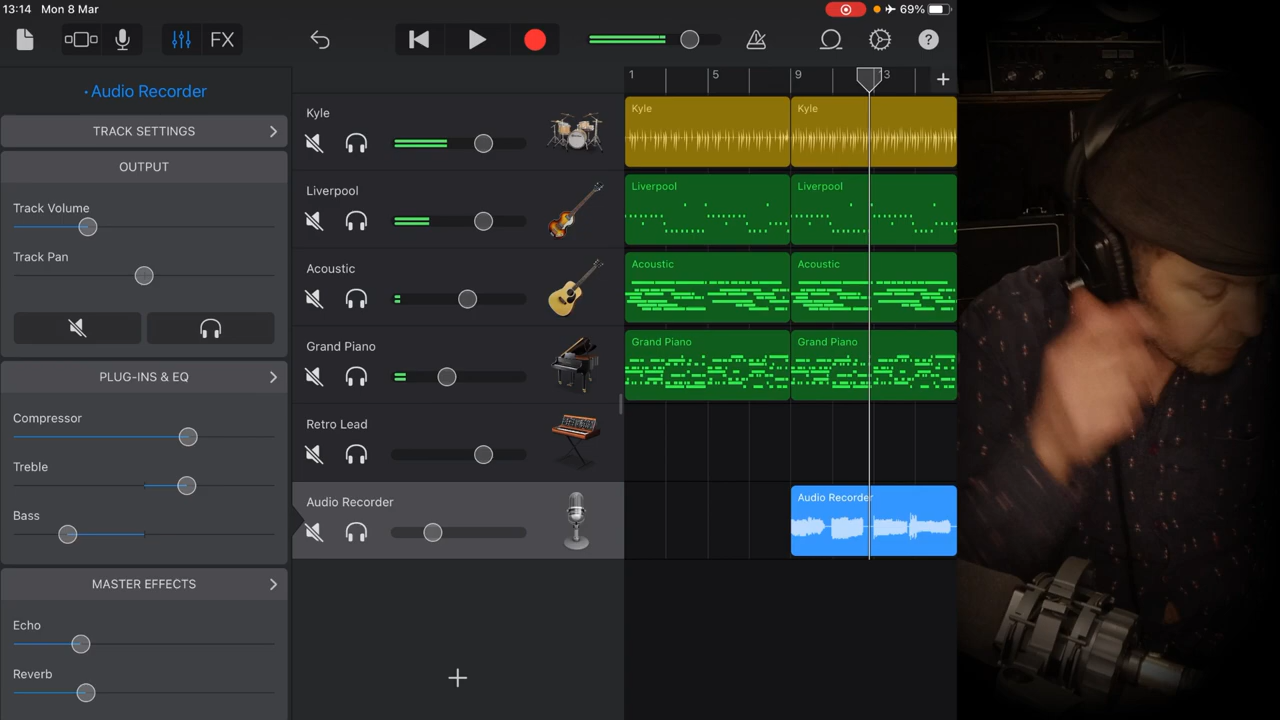 13:14 Mon 8 Mar
69%
FX
?
Audio Recorder
TRACK SETTINGS
OUTPUT
Track Volume
Track Pan
PLUG-INS & EQ
Compressor
Treble
Bass
MASTER EFFECTS
Echo
Reverb
Kyle
Liverpool
Acoustic
Grand Piano
Retro Lead
Audio Recorder
1 5 9 13
Kyle Kyle
Liverpool Liverpool
Acoustic Acoustic
Grand Piano Grand Piano
Audio Recorder